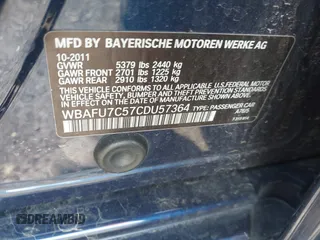 MFD BY BAYERISCHE MOTOREN WERKE AG
10-2011
GVWR 5379 lbs 2440 kg
GAWR FRONT 2701 lbs 1225 kg
GAWR REAR 2910 lbs 1320 kg
THIS VEHICLE CONFORMS TO ALL APPLICABLE U.S. FEDERAL MOTOR
VEHICLE SAFETY, BUMPER, AND THEFT PREVENTION STANDARDS
IN EFFECT ON THE DATE OF MANUFACTURE SHOWN ABOVE.
WBAFU7C57CDU57364 TYPE: PASSENGER CAR
DREAMBID